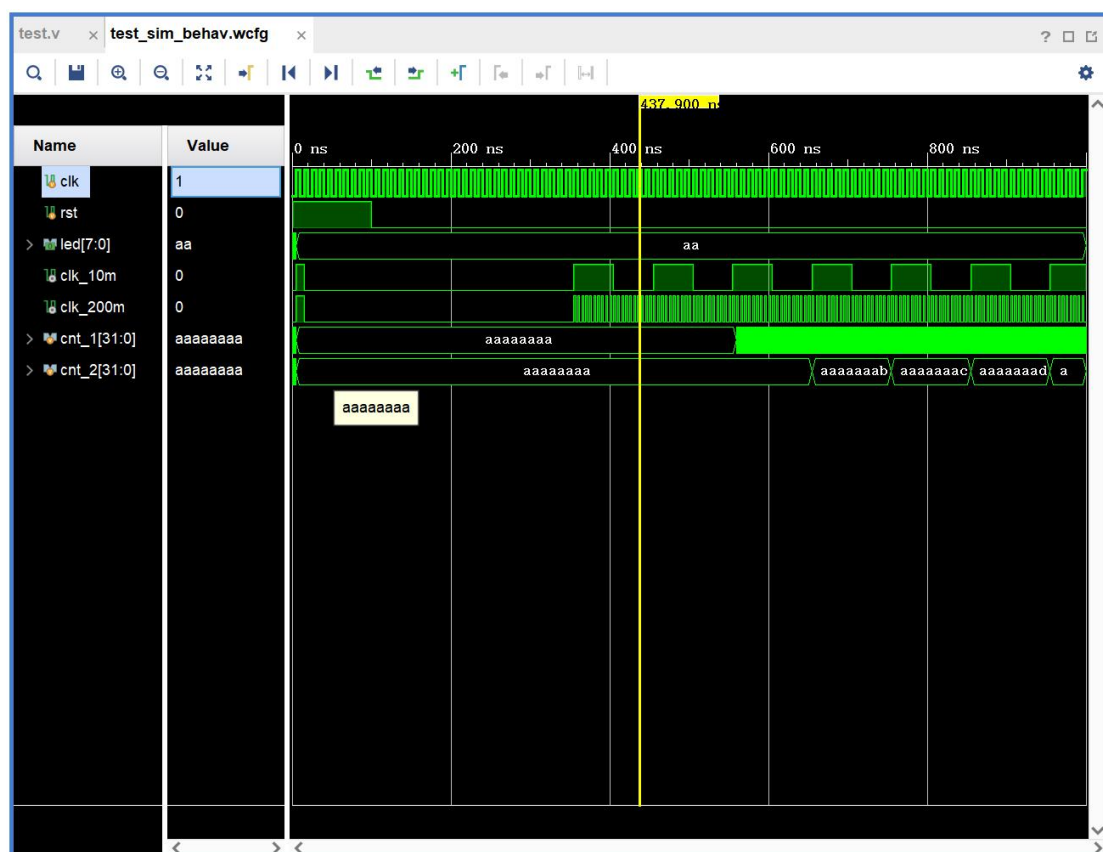 test.v × test_sim_behav.wcfg ×
?
437.900 n
Name Value
0 ns 200 ns 400 ns 600 ns 800 ns
clk 1
rst 0
> led[7:0] aa aa
clk_10m 0
clk_200m 0
> cnt_1[31:0] aaaaaaaa aaaaaaaa
> cnt_2[31:0] aaaaaaaa aaaaaaaa aaaaaaab aaaaaaac aaaaaaad a
aaaaaaaa